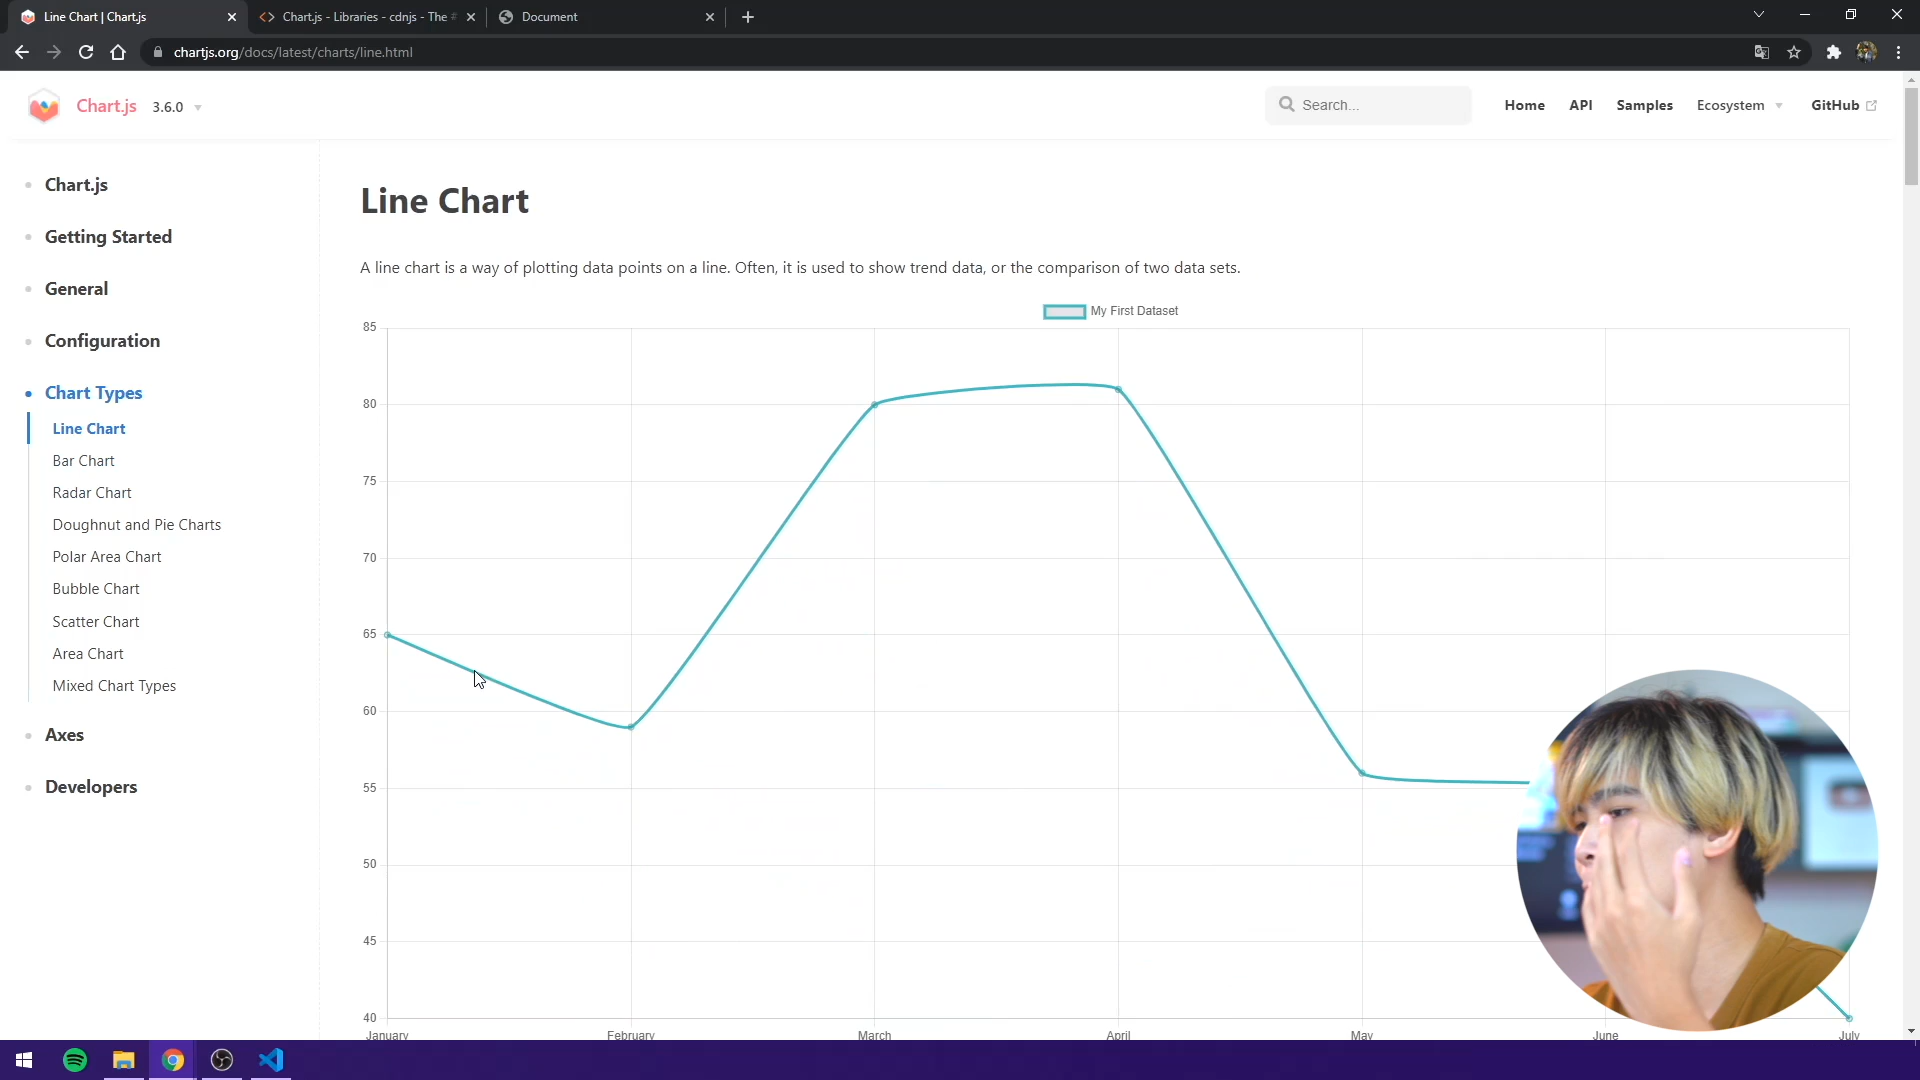 Line Chart | Chart.js
Chart.js - Libraries - cdnjs - The #
Document
chartjs.org/docs/latest/charts/line.html
Chart.js 3.6.0
Search...
Home
API
Samples
Ecosystem
GitHub
Chart.js
Getting Started
General
Configuration
Chart Types
Line Chart
Bar Chart
Radar Chart
Doughnut and Pie Charts
Polar Area Chart
Bubble Chart
Scatter Chart
Area Chart
Mixed Chart Types
Axes
Developers
Line Chart
A line chart is a way of plotting data points on a line. Often, it is used to show trend data, or the comparison of two data sets.
My First Dataset
85
80
75
70
65
60
55
50
45
40
January
February
March
April
May
June
July